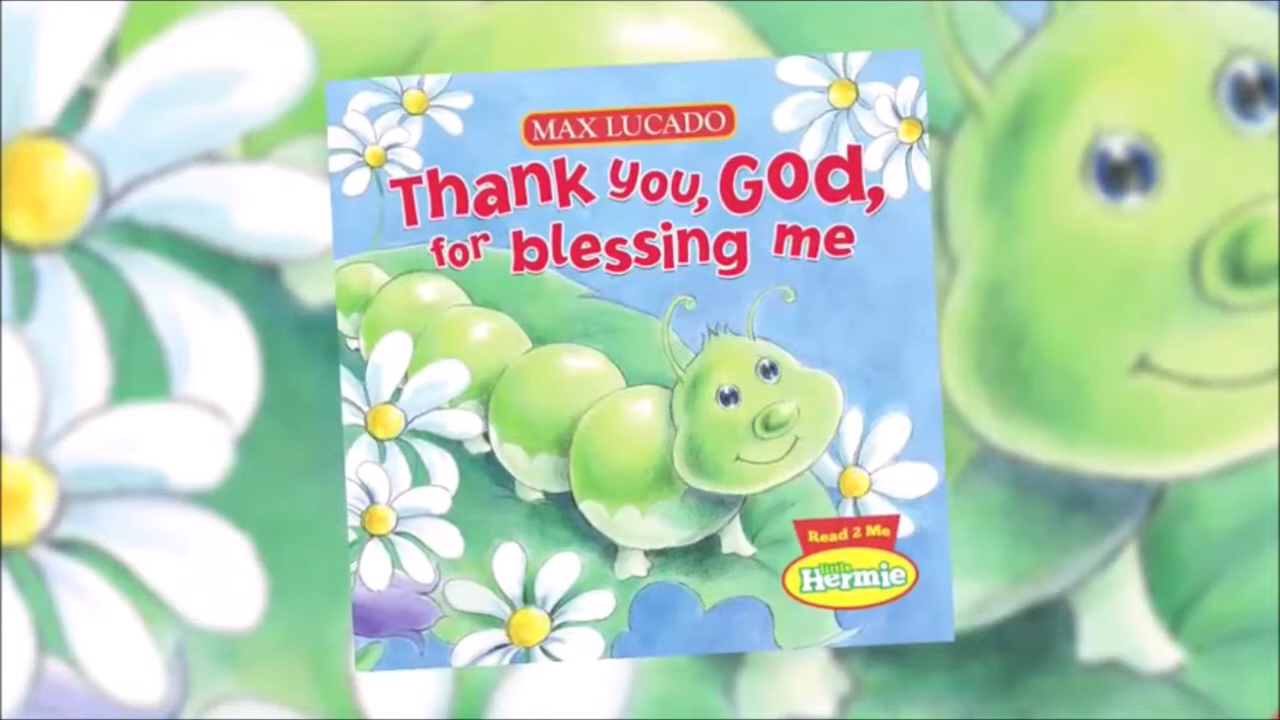 MAX LUCADO
Thank you, God,
for blessing me
Read 2 Me
little
Hermie